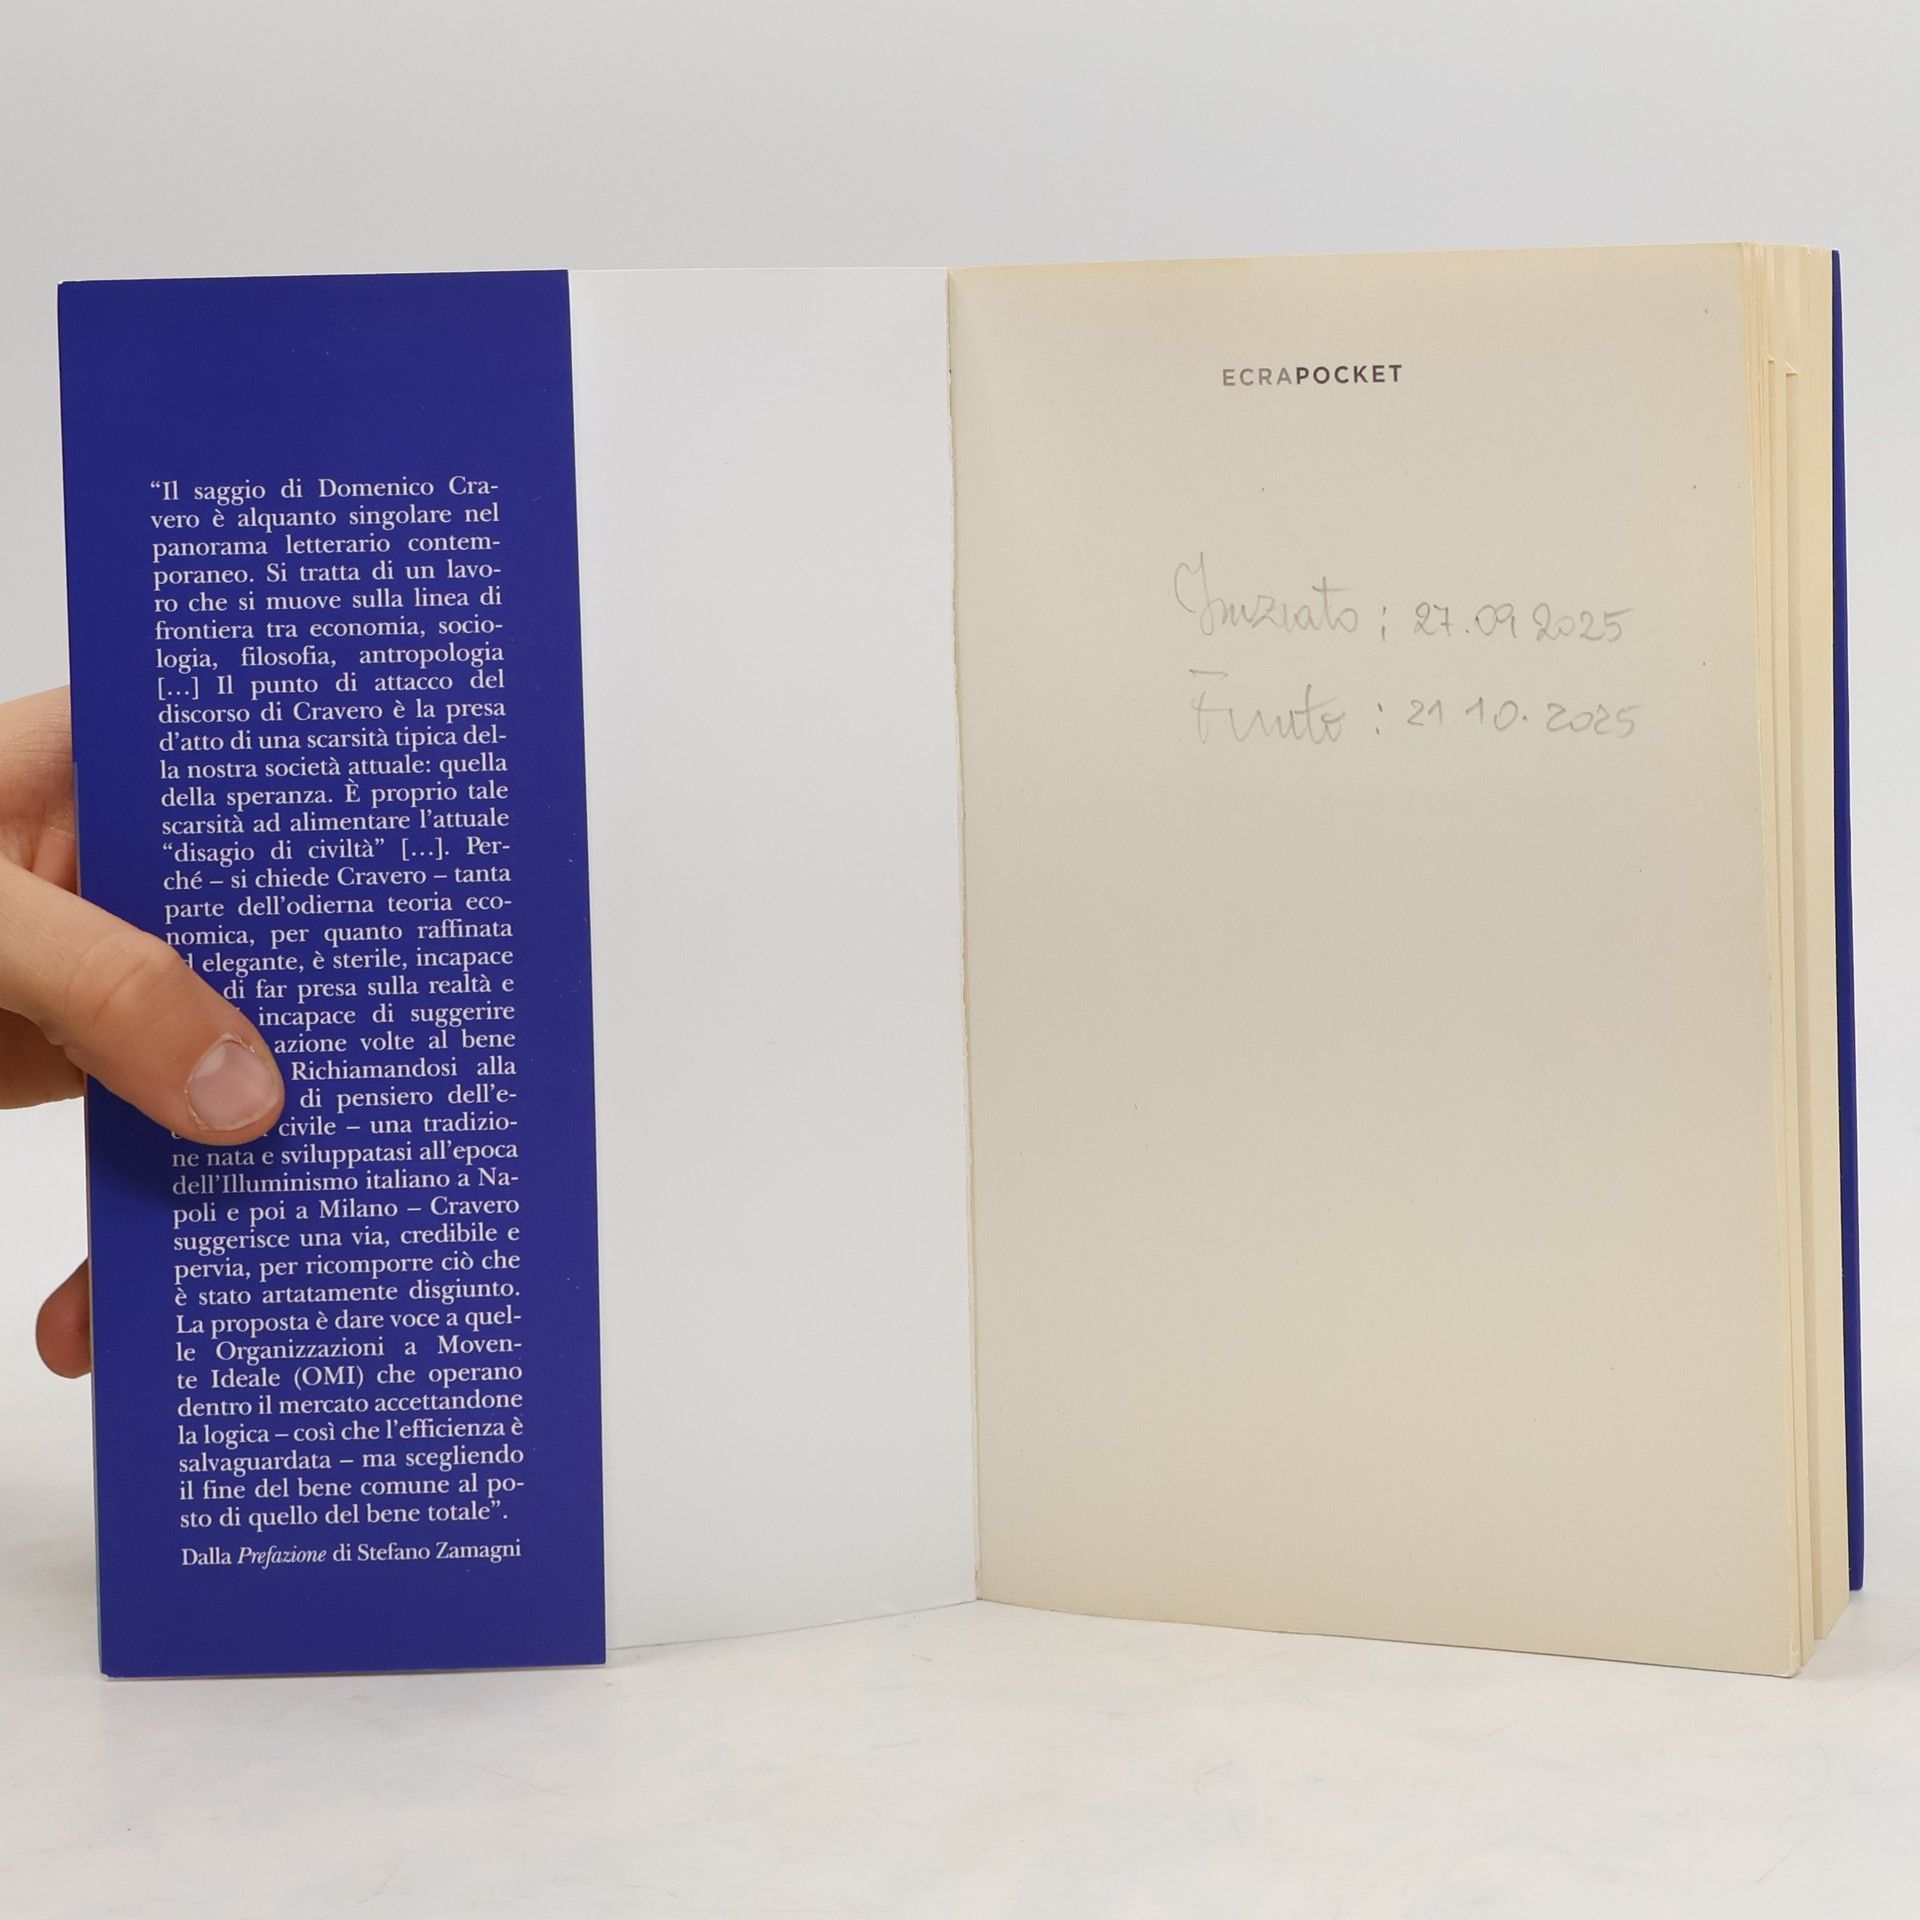 “Il saggio di Domenico Cra-
vero è alquanto singolare nel
panorama letterario contem-
poraneo. Si tratta di un lavo-
ro che si muove sulla linea di
frontiera tra economia, socio-
logia, filosofia, antropologia
[…] Il punto di attacco del
discorso di Cravero è la presa
d’atto di una scarsità tipica del-
la nostra società attuale: quella
della speranza. È proprio tale
scarsità ad alimentare l’attuale
“disagio di civiltà” […]. Per-
ché – si chiede Cravero – tanta
parte dell’odierna teoria eco-
nomica, per quanto raffinata
elegante, è sterile, incapace
di far presa sulla realtà e
incapace di suggerire
azione volte al bene
Richiamandosi alla
di pensiero dell’e-
civile – una tradizio-
ne nata e sviluppatasi all’epoca
dell’Illuminismo italiano a Na-
poli e poi a Milano – Cravero
suggerisce una via, credibile e
pervia, per ricomporre ciò che
è stato artatamente disgiunto.
La proposta è dare voce a quel-
le Organizzazioni a Moven-
te Ideale (OMI) che operano
dentro il mercato accettandone
la logica – così che l’efficienza è
salvaguardata – ma scegliendo
il fine del bene comune al po-
sto di quello del bene totale”.
Dalla Prefazione di Stefano Zamagni
ECRAPOCKET
Iniziato : 27.09 2025
Finito : 21.10.2025